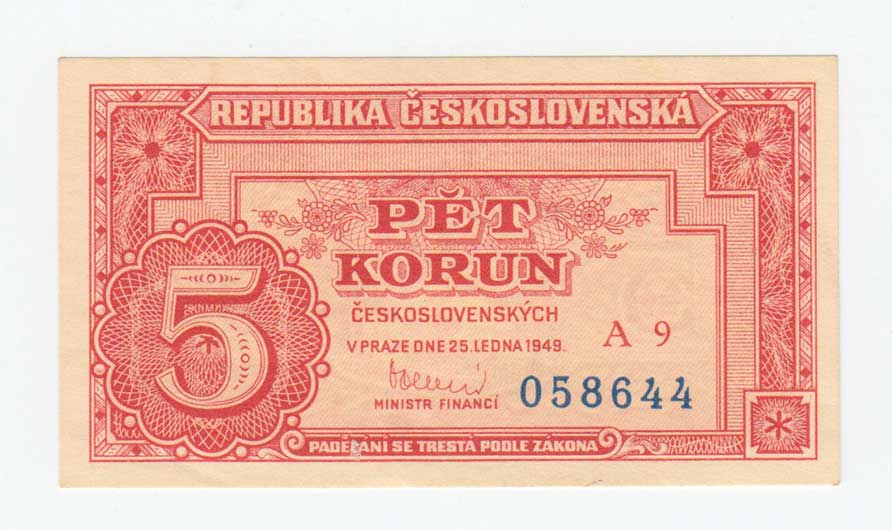 REPUBLIKA ČESKOSLOVENSKÁ
PĚT
KORUN
ČESKOSLOVENSKÝCH
V PRAZE DNE 25. LEDNA 1949.
A 9
MINISTR FINANCÍ
058644
5
PADĚLÁNÍ SE TRESTÁ PODLE ZÁKONA